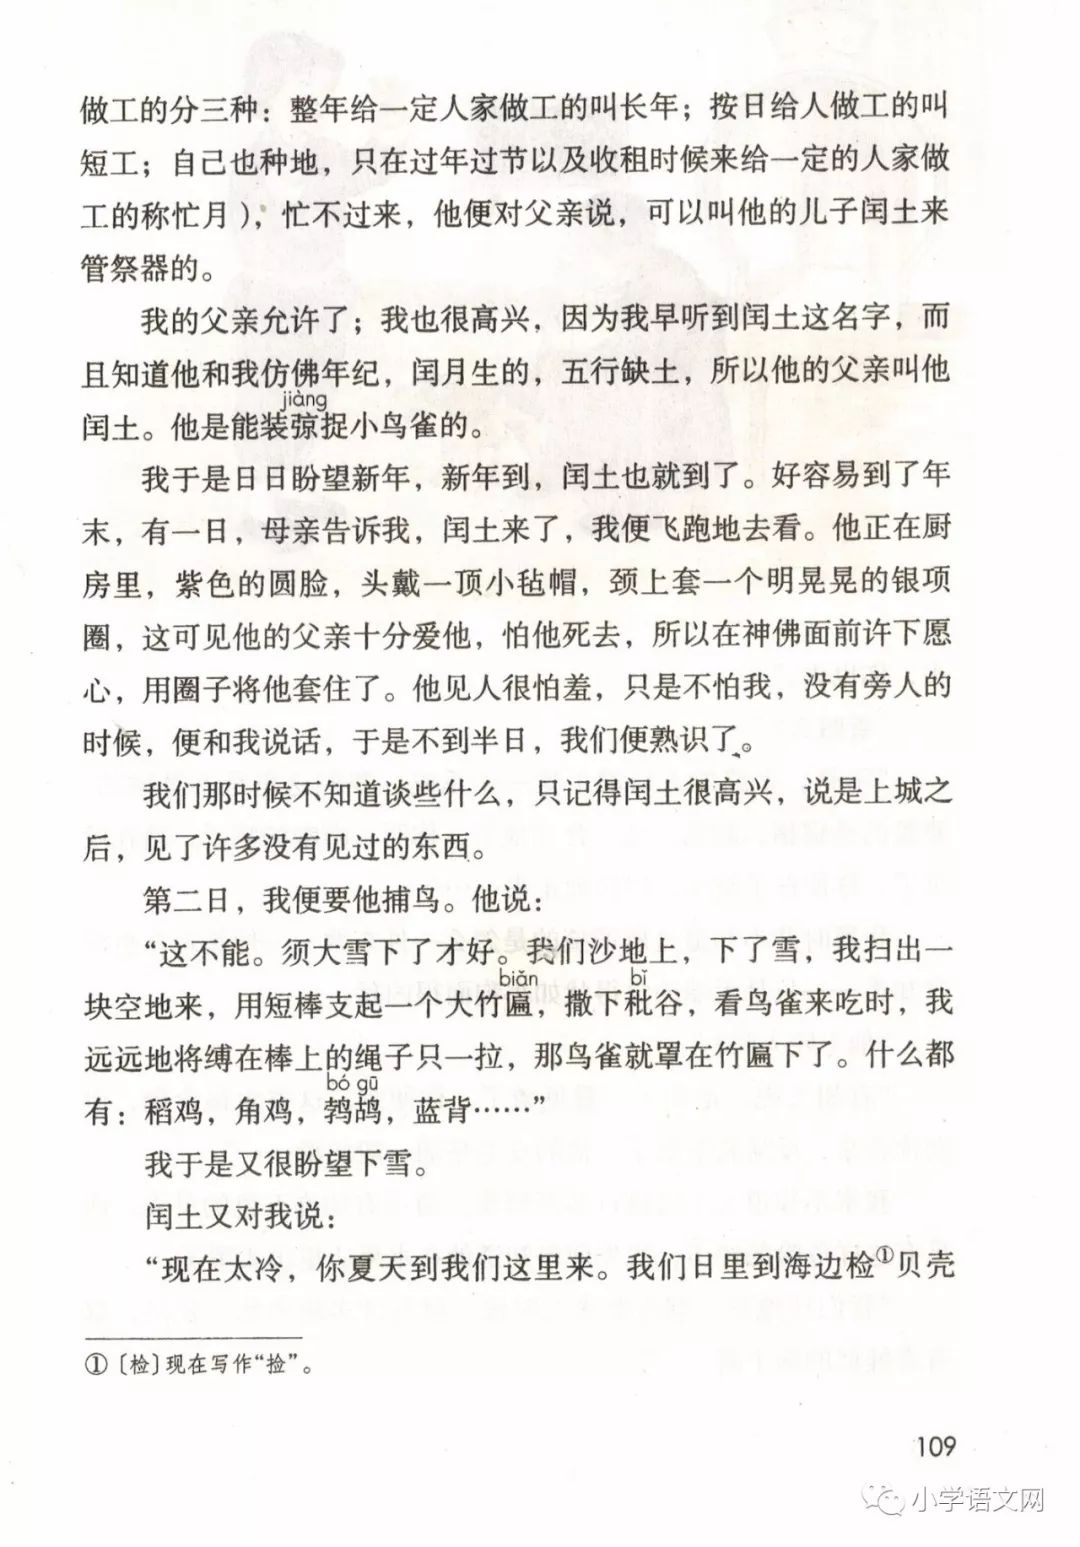 做工的分三种：整年给一定人家做工的叫长年；按日给人做工的叫
短工；自己也种地，只在过年过节以及收租时候来给一定的人家做
工的称忙月），忙不过来，他便对父亲说，可以叫他的儿子闰土来
管祭器的。
我的父亲允许了；我也很高兴，因为我早听到闰土这名字，而
且知道他和我仿佛年纪，闰月生的，五行缺土，所以他的父亲叫他
jiàng
闰土。他是能装弶捉小鸟雀的。
我于是日日盼望新年，新年到，闰土也就到了。好容易到了年
末，有一日，母亲告诉我，闰土来了，我便飞跑地去看。他正在厨
房里，紫色的圆脸，头戴一顶小毡帽，颈上套一个明晃晃的银项
圈，这可见他的父亲十分爱他，怕他死去，所以在神佛面前许下愿
心，用圈子将他套住了。他见人很怕羞，只是不怕我，没有旁人的
时候，便和我说话，于是不到半日，我们便熟识了。
我们那时候不知道谈些什么，只记得闰土很高兴，说是上城之
后，见了许多没有见过的东西。
第二日，我便要他捕鸟。他说：
“这不能。须大雪下了才好。我们沙地上，下了雪，我扫出一
biǎn bǐ
块空地来，用短棒支起一个大竹匾，撒下秕谷，看鸟雀来吃时，我
远远地将缚在棒上的绳子只一拉，那鸟雀就罩在竹匾下了。什么都
bó gū
有：稻鸡，角鸡，鹁鸪，蓝背……”
我于是又很盼望下雪。
闰土又对我说：
“现在太冷，你夏天到我们这里来。我们日里到海边检①贝壳
①〔检〕现在写作“捡”。
109
小学语文网